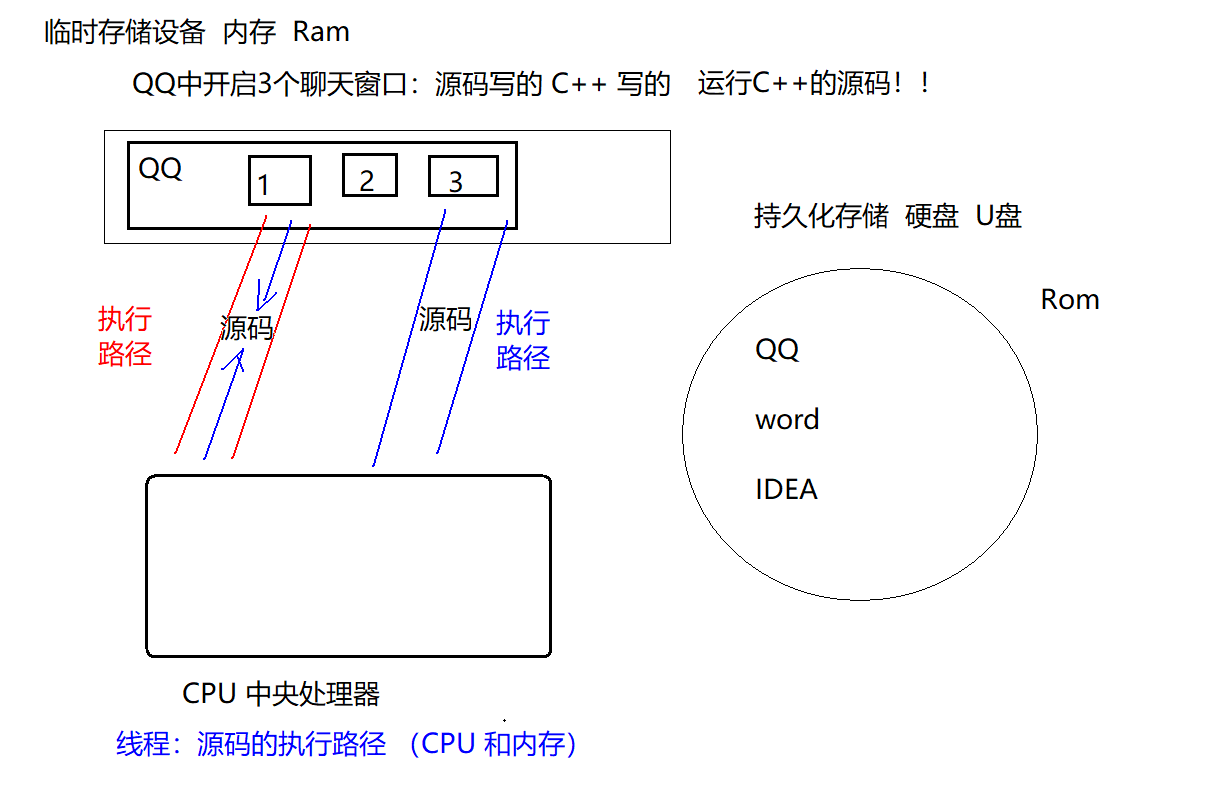 临时存储设备 内存 Ram
QQ中开启3个聊天窗口：源码写的 C++ 写的 运行C++的源码！！
QQ
1
2
3
持久化存储 硬盘 U盘
Rom
执行
路径
源码
源码
执行
路径
QQ
word
IDEA
CPU 中央处理器
线程：源码的执行路径 （CPU 和内存）